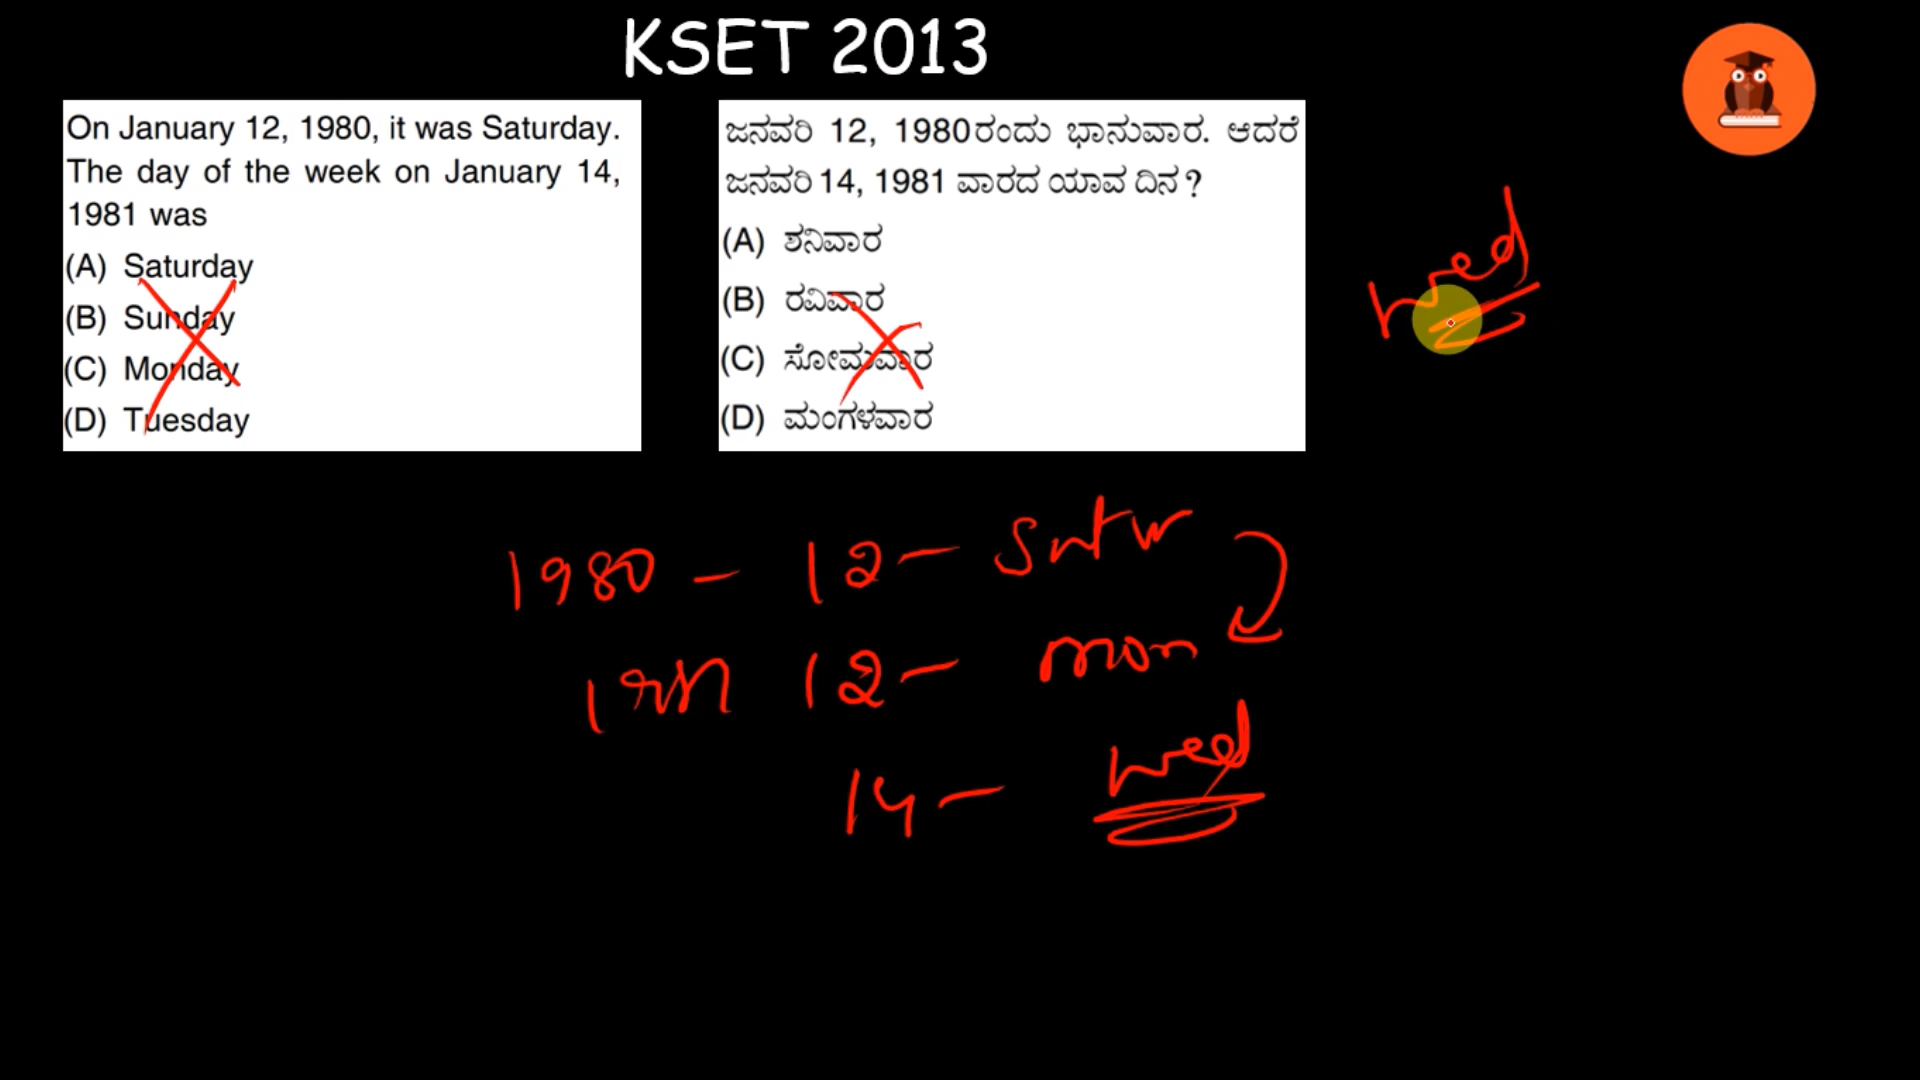 KSET 2013
On January 12, 1980, it was Saturday.
The day of the week on January 14,
1981 was
(A) Saturday
(B) Sunday
(C) Monday
(D) Tuesday
ಜನವರಿ 12, 1980ರಂದು ಭಾನುವಾರ. ಆದರೆ
ಜನವರಿ 14, 1981 ವಾರದ ಯಾವ ದಿನ ?
(A) ಶನಿವಾರ
(B) ರವಿವಾರ
(C) ಸೋಮವಾರ
(D) ಮಂಗಳವಾರ
wed
1980 - 12 - Satur
12 - mon
14 - wed